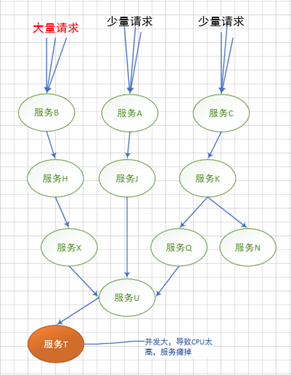 大量请求
少量请求
少量请求
服务B
服务A
服务C
服务H
服务J
服务K
服务X
服务Q
服务N
服务U
服务T
并发大，导致CPU太
高，服务瘫掉